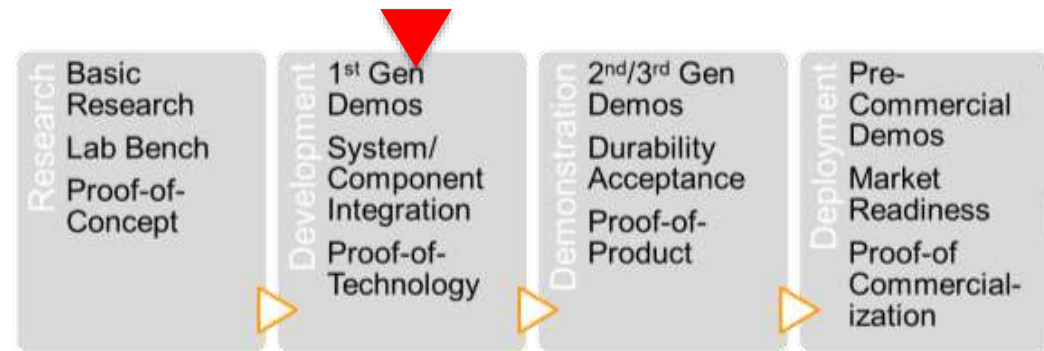 Research
Basic
Research
Lab Bench
Proof-of-
Concept
Development
1st Gen
Demos
System/
Component
Integration
Proof-of-
Technology
Demonstration
2nd/3rd Gen
Demos
Durability
Acceptance
Proof-of-
Product
Deployment
Pre-
Commercial
Demos
Market
Readiness
Proof-of
Commercial-
ization